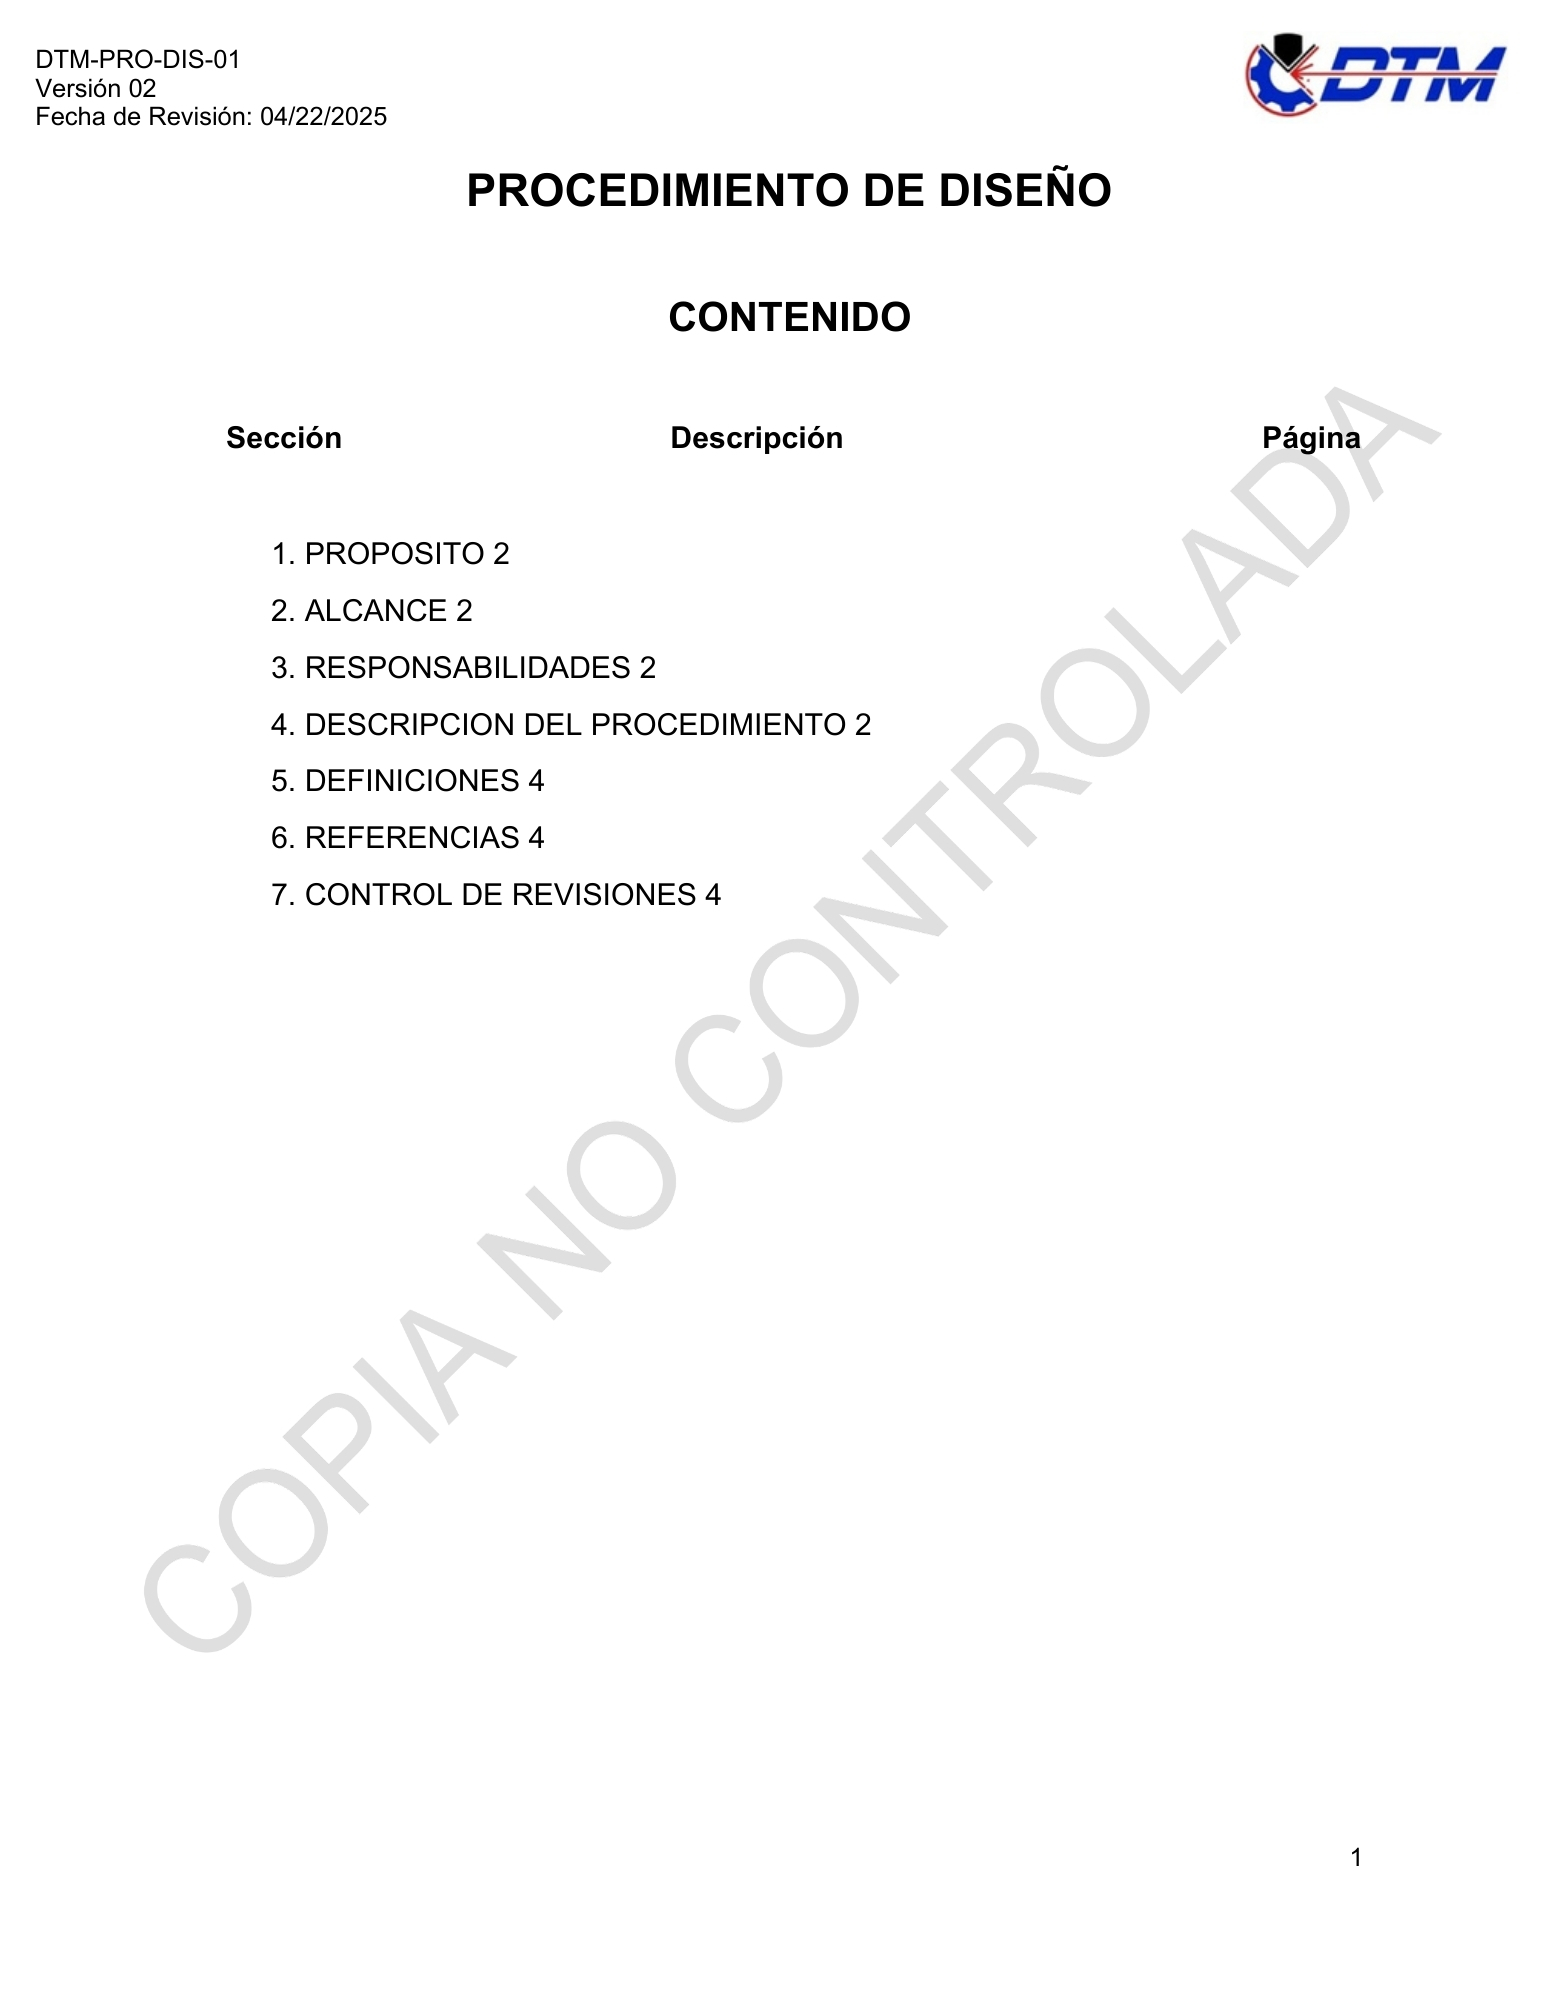 DTM-PRO-DIS-01
Versión 02
Fecha de Revisión: 04/22/2025
DTM
PROCEDIMIENTO DE DISEÑO
CONTENIDO
Sección Descripción Página
1. PROPOSITO 2
2. ALCANCE 2
3. RESPONSABILIDADES 2
4. DESCRIPCION DEL PROCEDIMIENTO 2
5. DEFINICIONES 4
6. REFERENCIAS 4
7. CONTROL DE REVISIONES 4
COPIA NO CONTROLADA
1